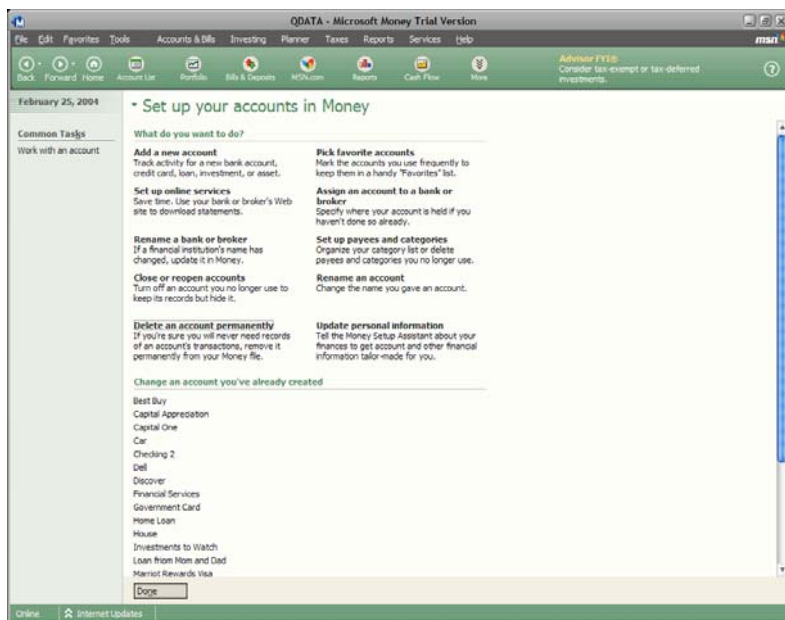 QDATA - Microsoft Money Trial Version
File Edit Favorites Tools Accounts & Bills Investing Planner Taxes Reports Services Help
msn
Back Forward Home Account List Portfolio Bills & Deposits MSN.com Reports Cash Flow More
Advisor FYI
Consider tax-exempt or tax-deferred
investments.
February 25, 2004
Common Tasks
Work with an account
Set up your accounts in Money
What do you want to do?
Add a new account
Track activity for a new bank account,
credit card, loan, investment, or asset.
Pick favorite accounts
Mark the accounts you use frequently to
keep them in a handy "Favorites" list.
Set up online services
Save time. Use your bank or broker's Web
site to download statements.
Assign an account to a bank or
broker
Specify where your account is held if you
haven't done so already.
Rename a bank or broker
If a financial institution's name has
changed, update it in Money.
Set up payees and categories
Organize your category list or delete
payees and categories you no longer use.
Close or reopen accounts
Turn off an account you no longer use to
keep its records but hide it.
Rename an account
Change the name you gave an account.
Delete an account permanently
If you're sure you will never need records
of an account's transactions, remove it
permanently from your Money file.
Update personal information
Tell the Money Setup Assistant about your
finances to get account and other financial
information tailor-made for you.
Change an account you've already created
Best Buy
Capital Appreciation
Capital One
Car
Checking 2
Dell
Discover
Financial Services
Government Card
Home Loan
House
Investments to Watch
Loan from Mom and Dad
Marriot Rewards Visa
Done
Online Internet Updates